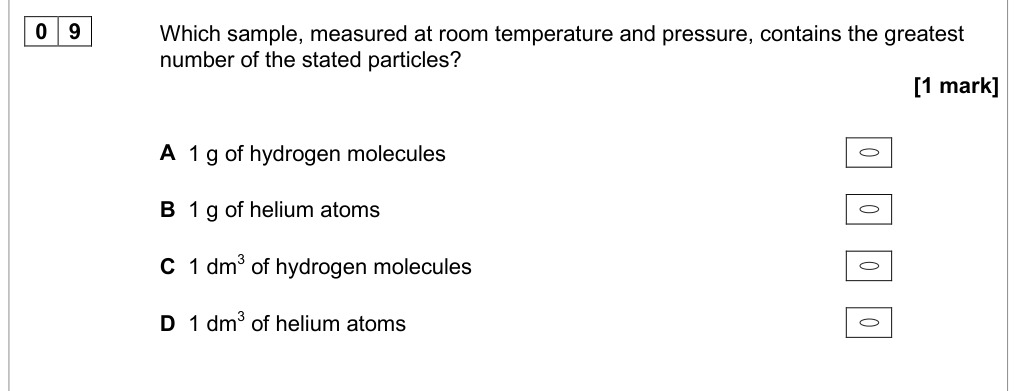 0 9
Which sample, measured at room temperature and pressure, contains the greatest
number of the stated particles?
[1 mark]
A 1 g of hydrogen molecules
B 1 g of helium atoms
C 1 dm³ of hydrogen molecules
D 1 dm³ of helium atoms